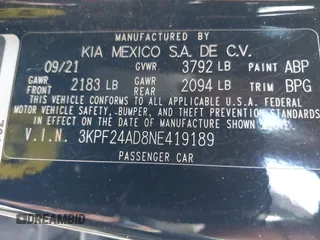 MANUFACTURED BY
KIA MEXICO S.A. DE C.V.
09/21 GVWR 3792 LB PAINT ABP
GAWR FRONT 2183 LB GAWR REAR 2094 LB TRIM BPG
THIS VEHICLE CONFORMS TO ALL APPLICABLE U.S.A. FEDERAL
MOTOR VEHICLE SAFETY, BUMPER, AND THEFT PREVENTION STANDARDS
IN EFFECT ON THE DATE OF MANUFACTURE SHOWN ABOVE.
V.I.N. 3KPF24AD8NE419189
PASSENGER CAR
DREAMBID